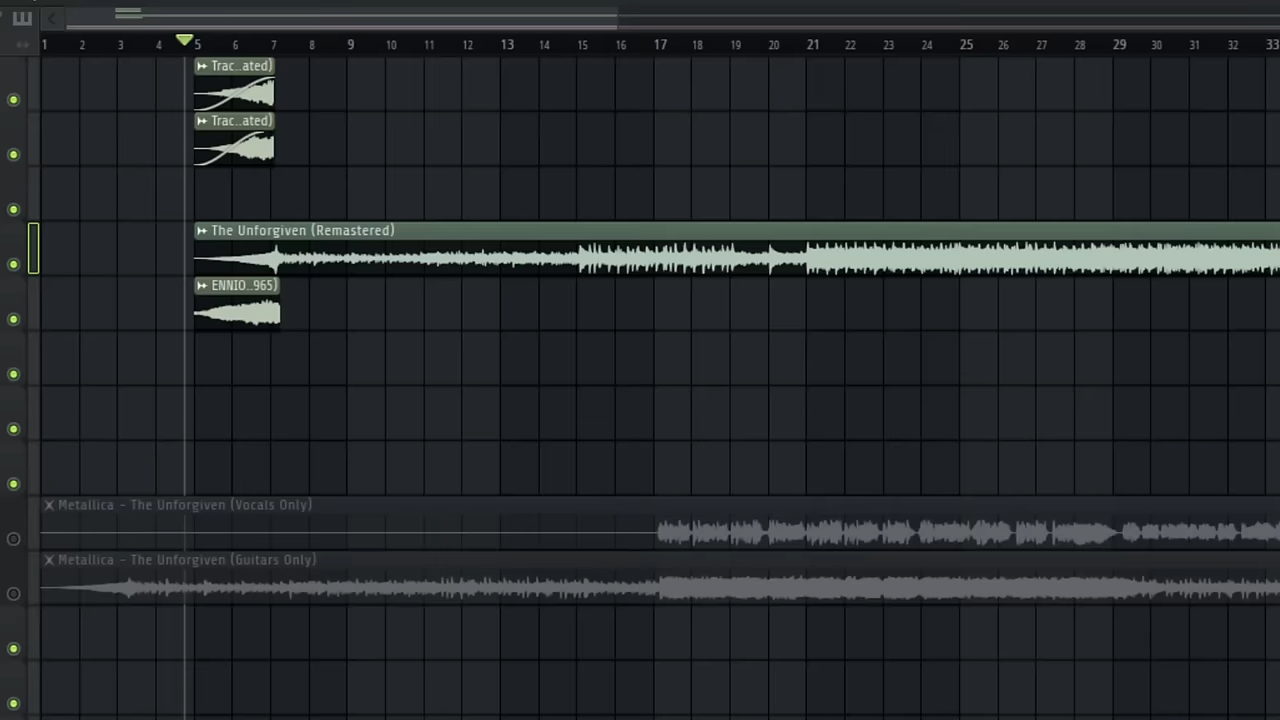 1 2 3 4 5 6 7 8 9 10 11 12 13 14 15 16 17 18 19 20 21 22 23 24 25 26 27 28 29 30 31 32 33
Trac..ated)
Trac..ated)
The Unforgiven (Remastered)
ENNIO..965)
Metallica - The Unforgiven (Vocals Only)
Metallica - The Unforgiven (Guitars Only)